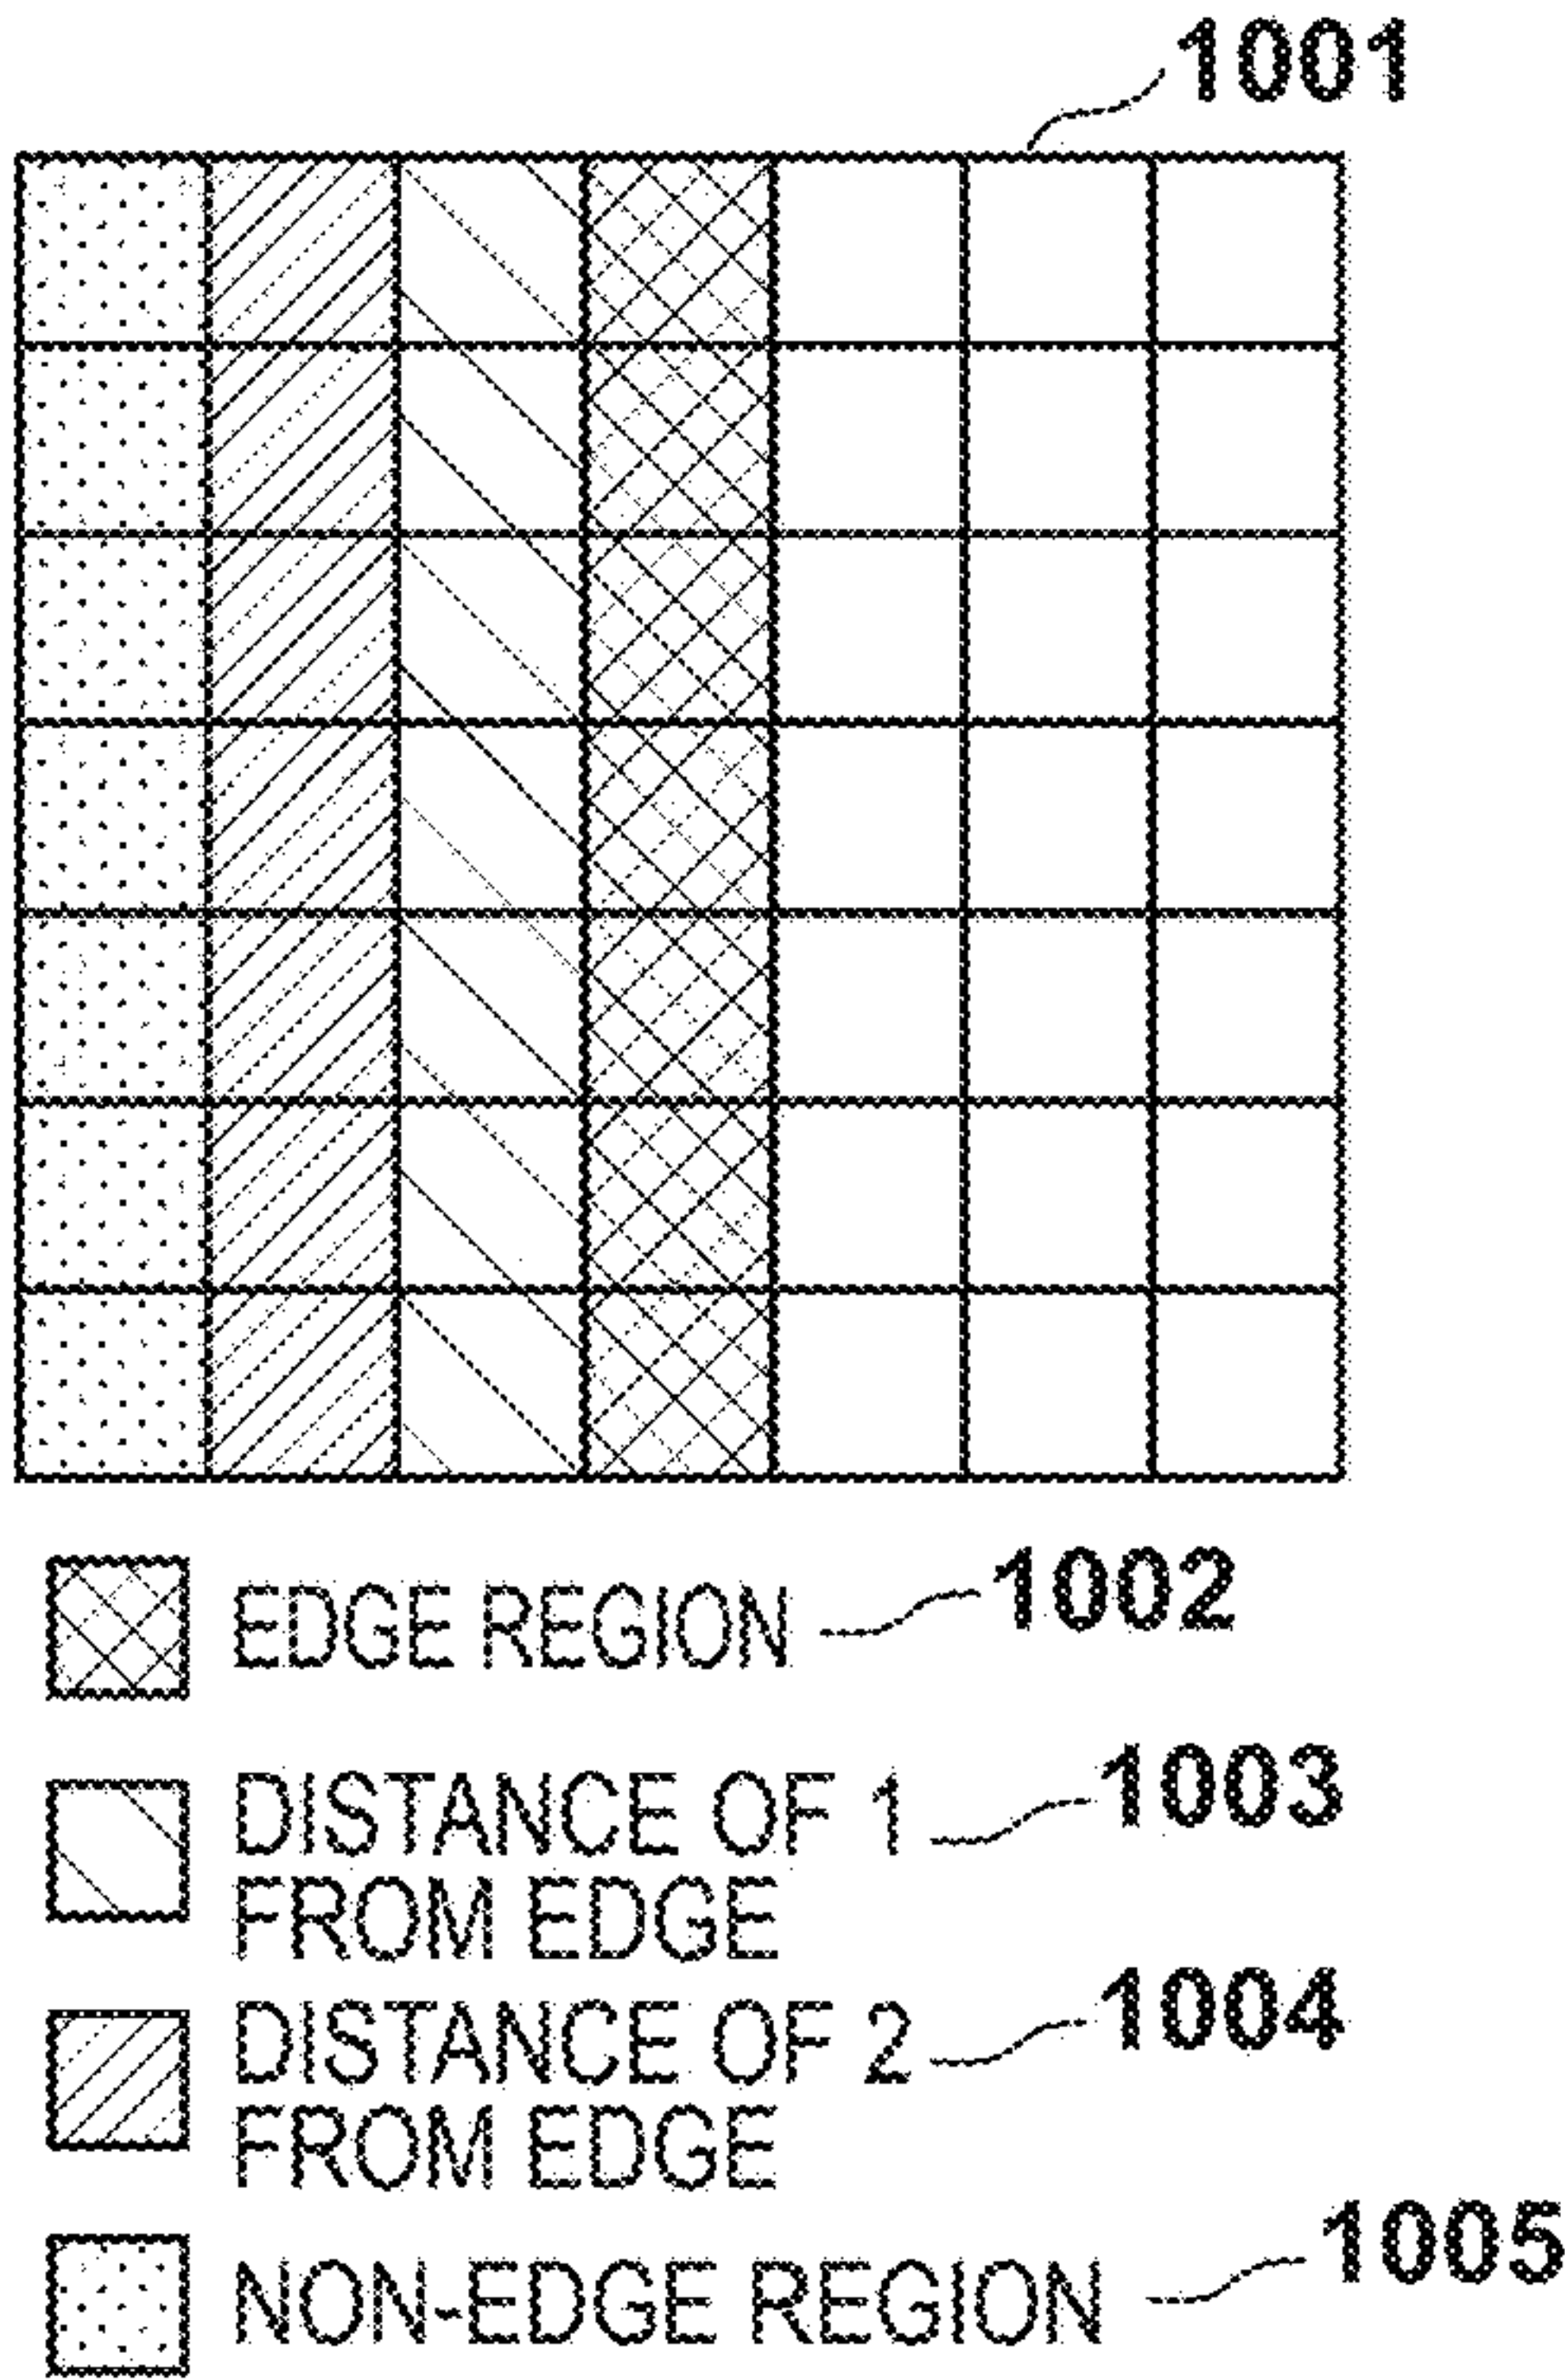 1001
EDGE REGION 1002
DISTANCE OF 1 1003
FROM EDGE
DISTANCE OF 2 1004
FROM EDGE
NON-EDGE REGION 1005